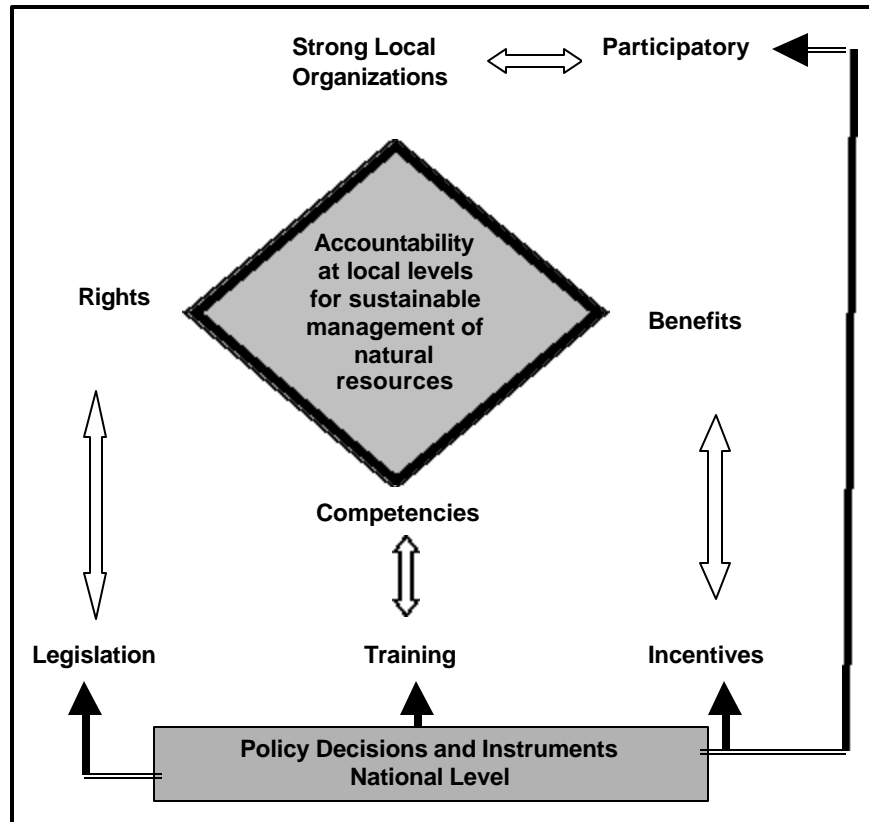 Strong Local
Organizations
Participatory
Accountability
at local levels
for sustainable
management of
natural
resources
Rights
Benefits
Competencies
Legislation
Training
Incentives
Policy Decisions and Instruments
National Level